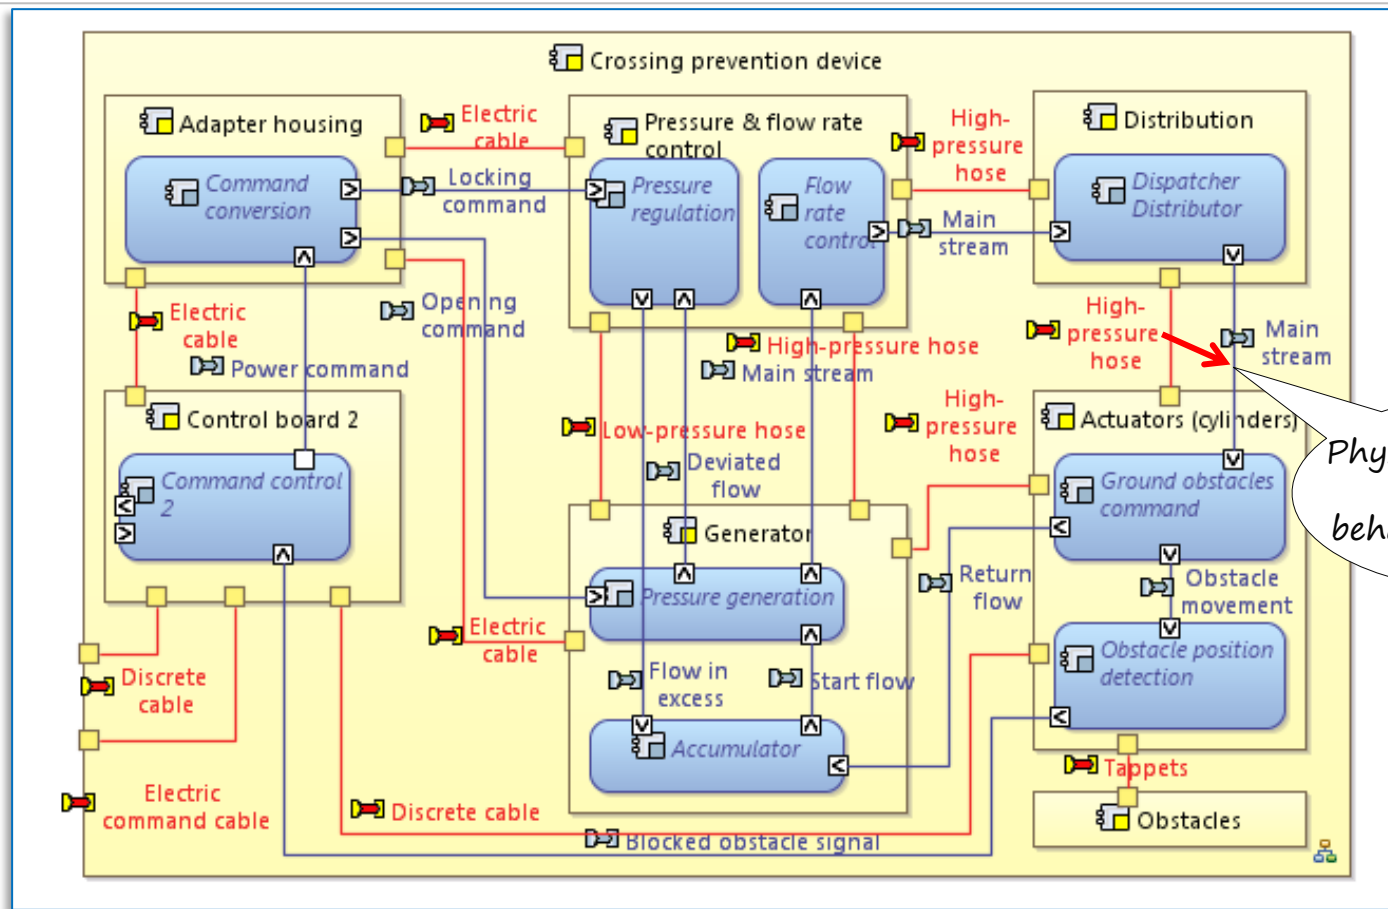 Crossing prevention device
Adapter housing
Electric
cable
Pressure & flow rate
control
High-
pressure
hose
Distribution
Command
conversion
Locking
command
Pressure
regulation
Flow
rate
control
Main
stream
Dispatcher
Distributor
Electric
cable
Opening
command
Power command
High-pressure hose
Main stream
High-
pressure
hose
Main
stream
Control board 2
Low-pressure hose
High-
pressure
hose
Actuators (cylinders)
Command control
2
Deviated
flow
Ground obstacles
command
Generator
Pressure generation
Return
flow
Obstacle
movement
Electric
cable
Discrete
cable
Flow in
excess
Start flow
Obstacle position
detection
Accumulator
Tappets
Electric
command cable
Discrete cable
Blocked obstacle signal
Obstacles